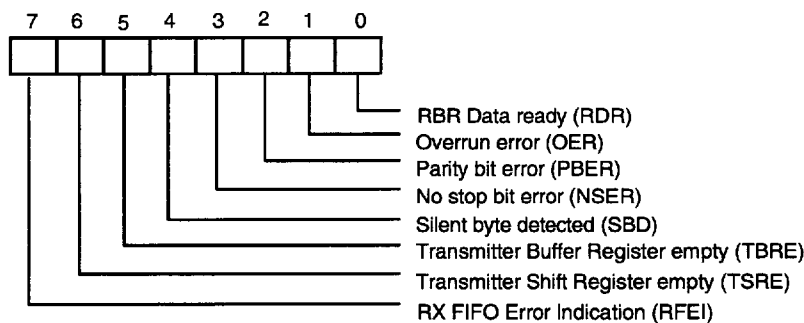 7 6 5 4 3 2 1 0
RBR Data ready (RDR)
Overrun error (OER)
Parity bit error (PBER)
No stop bit error (NSER)
Silent byte detected (SBD)
Transmitter Buffer Register empty (TBRE)
Transmitter Shift Register empty (TSRE)
RX FIFO Error Indication (RFEI)